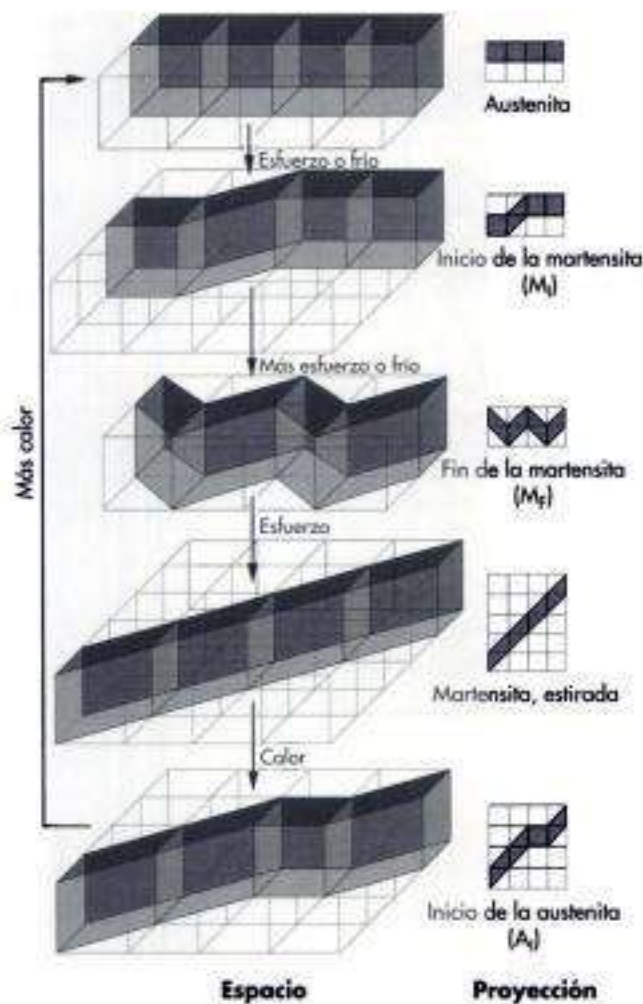 Austenita
Esfuerzo o frío
Inicio de la martensita
(Mᵢ)
Más esfuerzo o frío
Más calor
Fin de la martensita
(M_F)
Esfuerzo
Martensita, estirada
Calor
Inicio de la austenita
(Aᵢ)
Espacio
Proyección